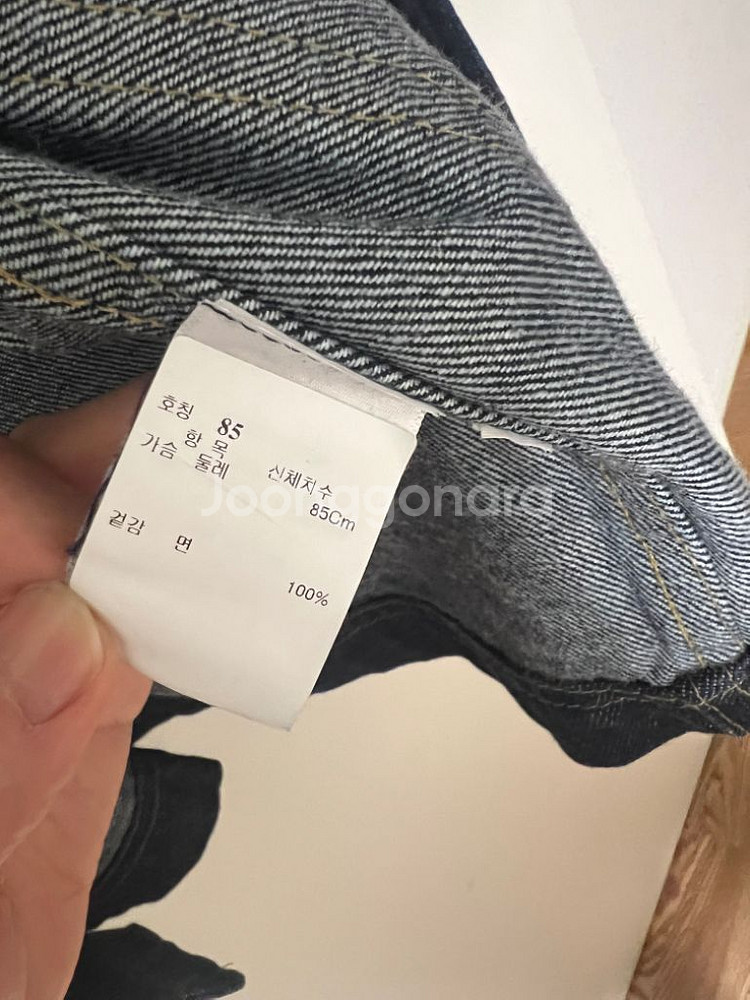 호칭 85
항 목 신체치수
가슴 둘레 85Cm
겉감 면
100%
Joonggonara